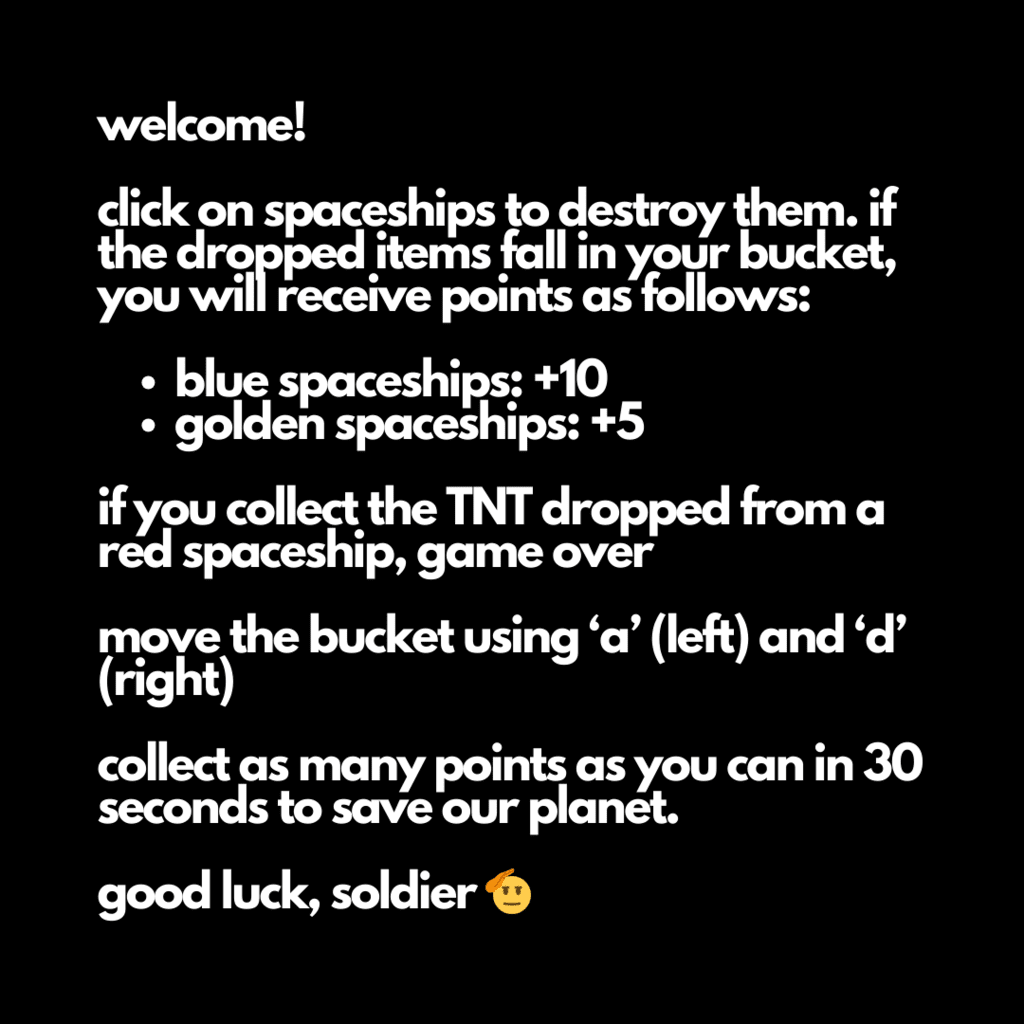 welcome!
click on spaceships to destroy them. if
the dropped items fall in your bucket,
you will receive points as follows:
• blue spaceships: +10
• golden spaceships: +5
if you collect the TNT dropped from a
red spaceship, game over
move the bucket using ‘a’ (left) and ‘d’
(right)
collect as many points as you can in 30
seconds to save our planet.
good luck, soldier 🫡